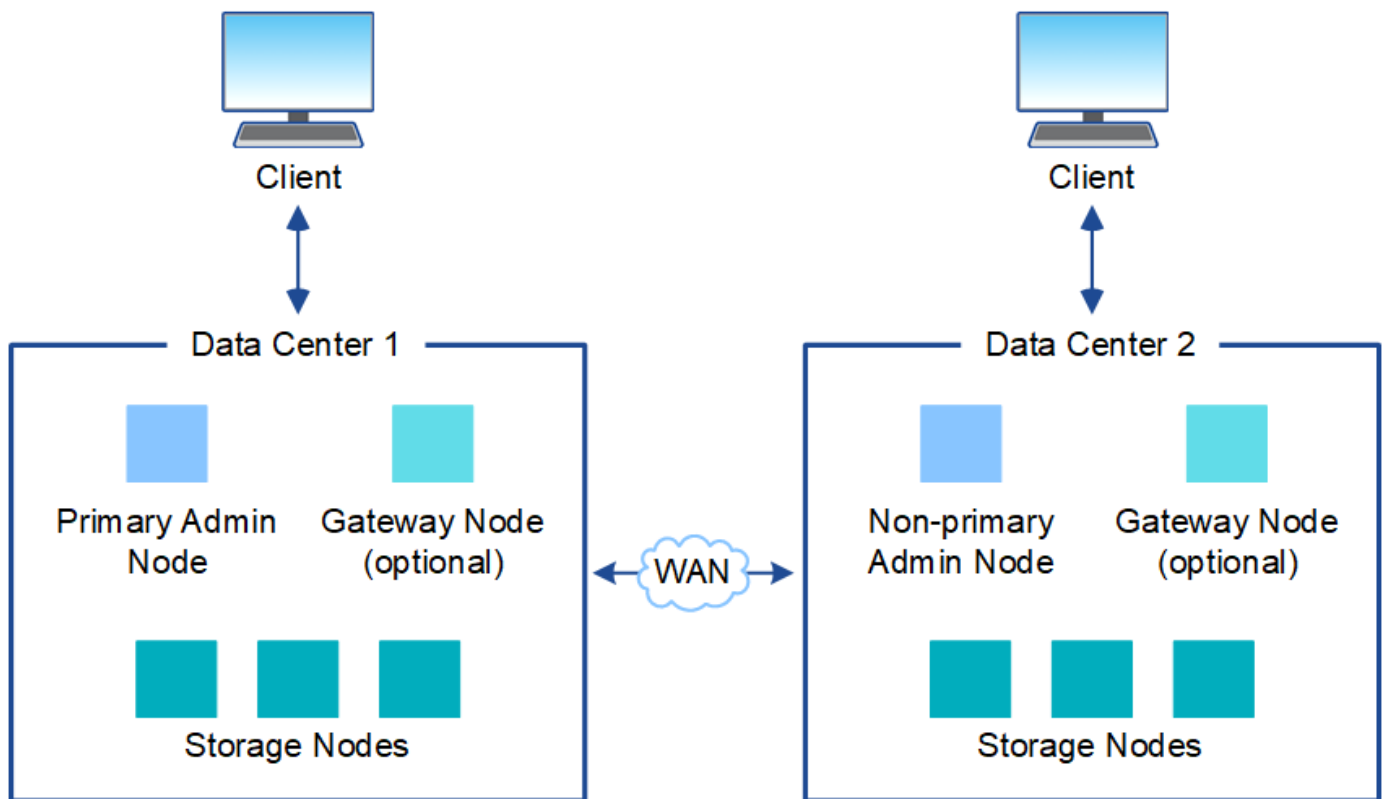 Client
Client
Data Center 1
Data Center 2
Primary Admin
Node
Gateway Node
(optional)
Non-primary
Admin Node
Gateway Node
(optional)
WAN
Storage Nodes
Storage Nodes